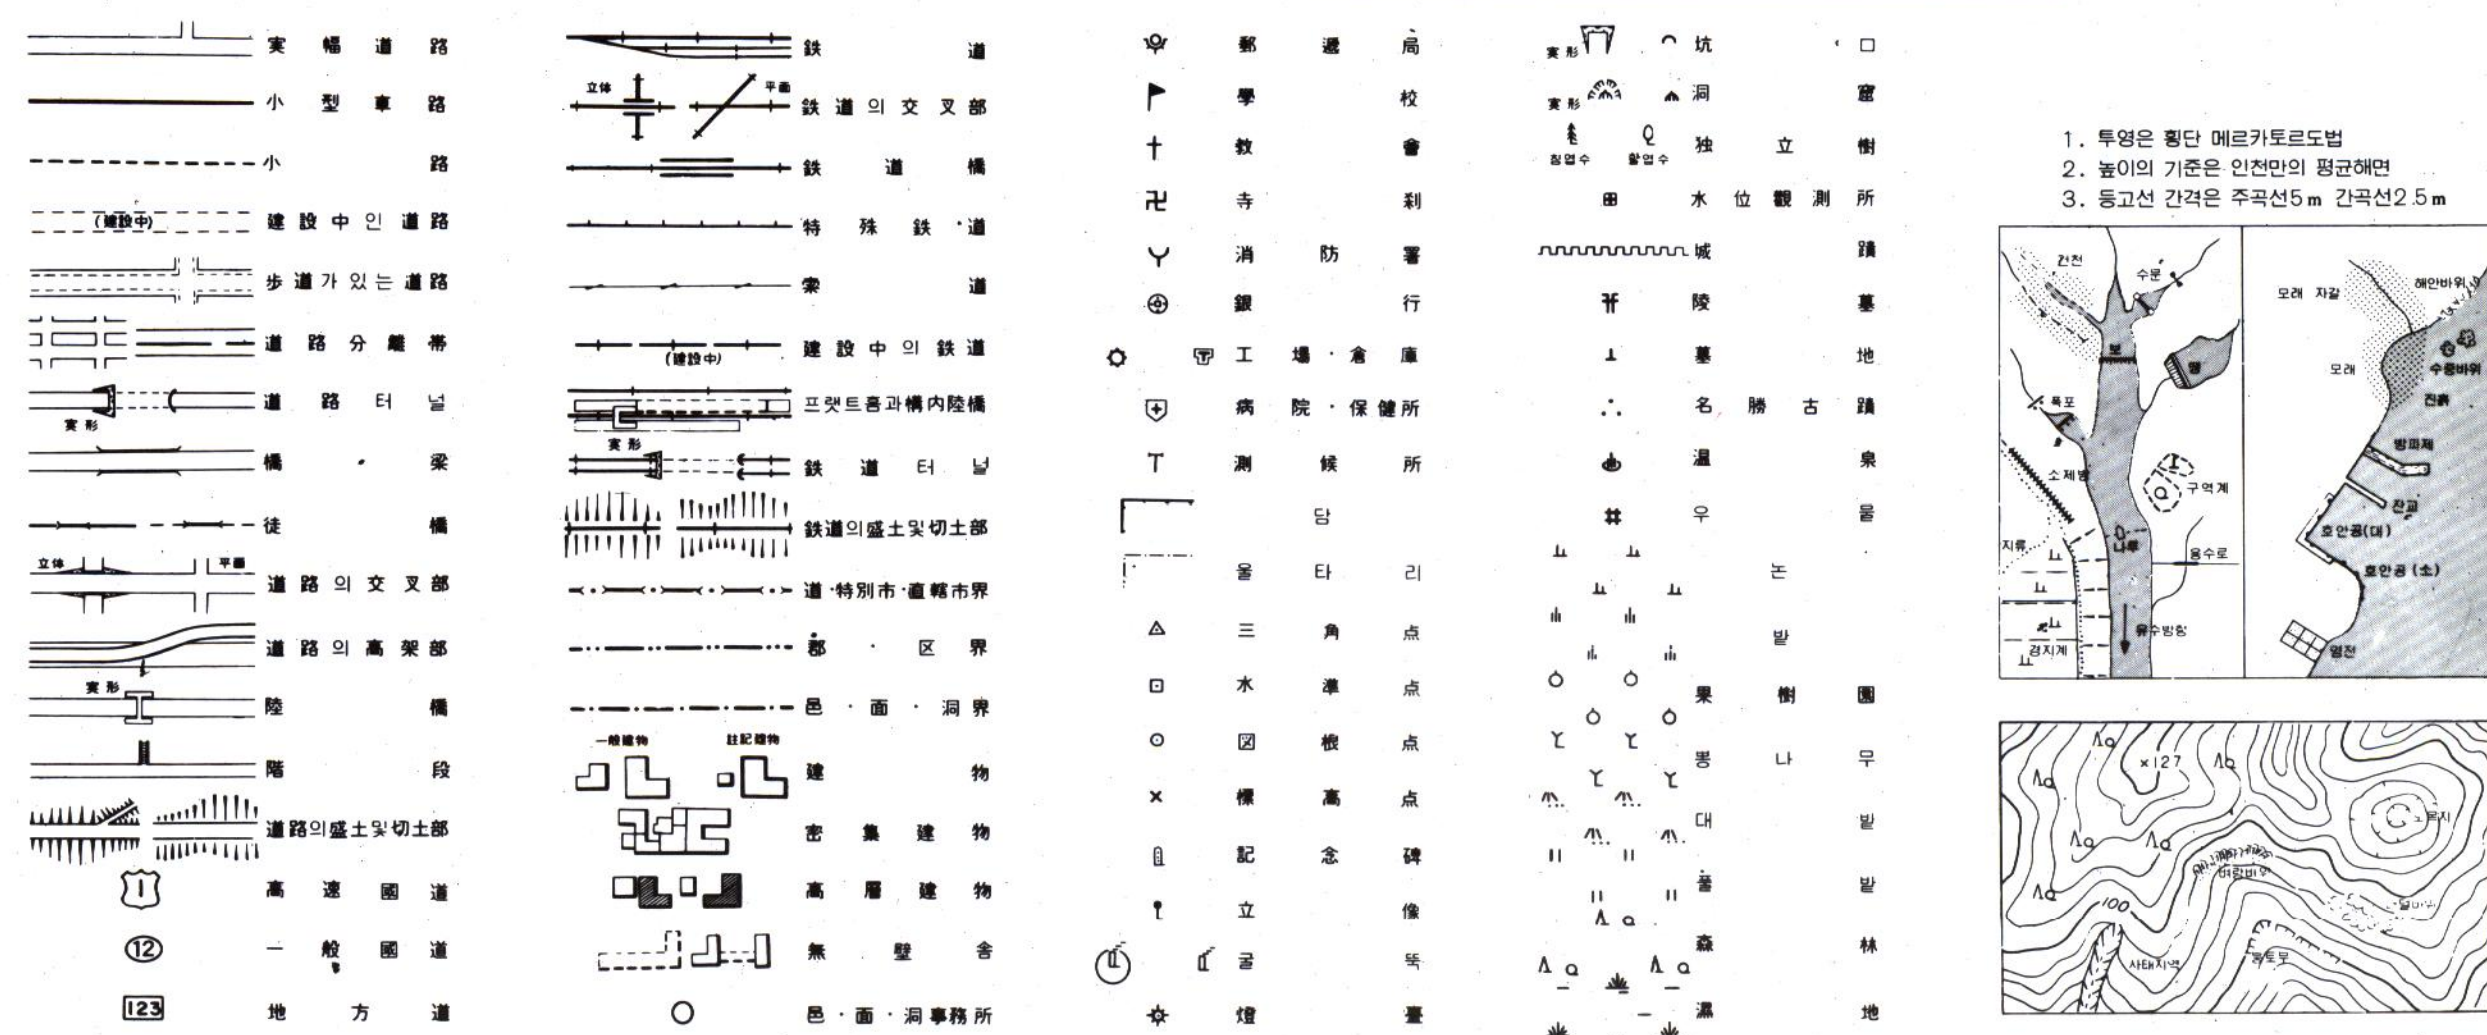 実幅道路
小型車路
小路
(建設中) 建設中인道路
歩道가있는道路
道路分離帯
道路터널
実形
橋梁
徒橋
立体 平面 道路의交叉部
道路의高架部
実形 陸橋
階段
道路의盛土및切土部
1 高速國道
12 一般國道
123 地方道
鉄道
立体 平面 鉄道의交叉部
鉄道橋
特殊鉄道
索道
(建設中) 建設中의鉄道
프랫트홈과構内陸橋
実形
鉄道터널
鉄道의盛土및切土部
道·特別市·直轄市界
郡·区界
邑·面·洞界
一般建物 註記建物
建物
密集建物
高層建物
無壁舎
邑·面·洞事務所
郵遞局
學校
教會
寺刹
消防署
銀行
工場·倉庫
病院·保健所
測候所
담
울타리
三角点
水準点
図根点
標高点
記念碑
立像
굴뚝
燈臺
実形 坑口
実形 洞窟
침엽수 활엽수 独立樹
水位觀測所
城蹟
陵墓
墓地
名勝古蹟
温泉
우물
논
밭
果樹園
뽕나무
대밭
풀밭
森林
濕地
1. 투영은 횡단 메르카토르도법
2. 높이의 기준은 인천만의 평균해면
3. 등고선 간격은 주곡선5m 간곡선2.5m
건천
수문
보
댐
폭포
소제방
구역계
지류
나루
용수로
유수방향
경지계
모래 자갈
해안바위
모래
수중바위
진흙
방파제
잔교
호안공(대)
호안공(소)
염전
×127
벼랑바위
100
사태지역